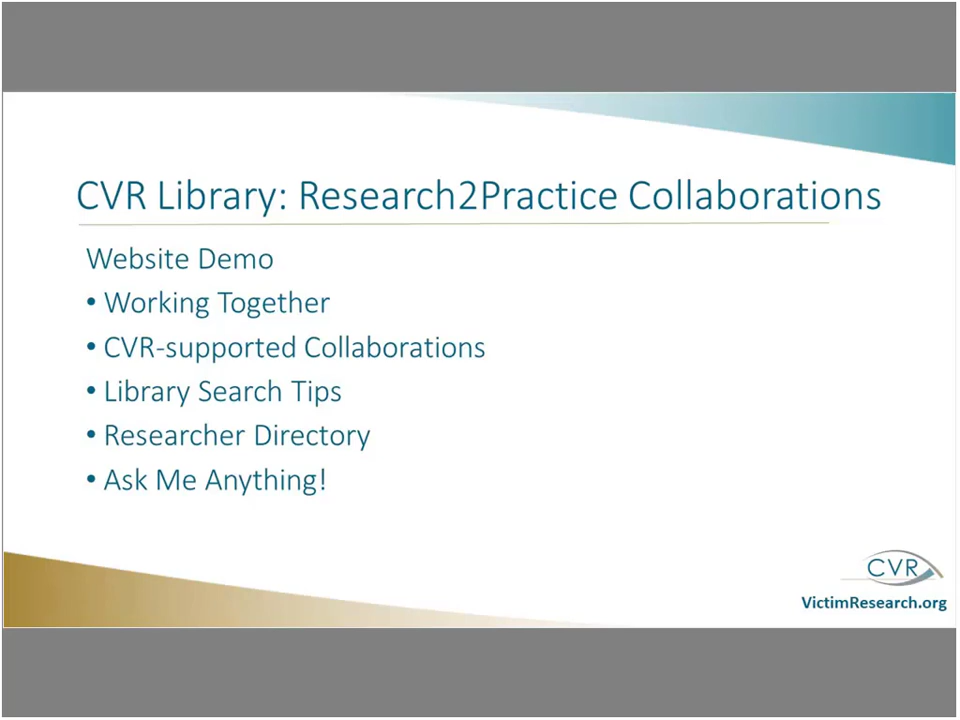 CVR Library: Research2Practice Collaborations
Website Demo
• Working Together
• CVR-supported Collaborations
• Library Search Tips
• Researcher Directory
• Ask Me Anything!
CVR
VictimResearch.org